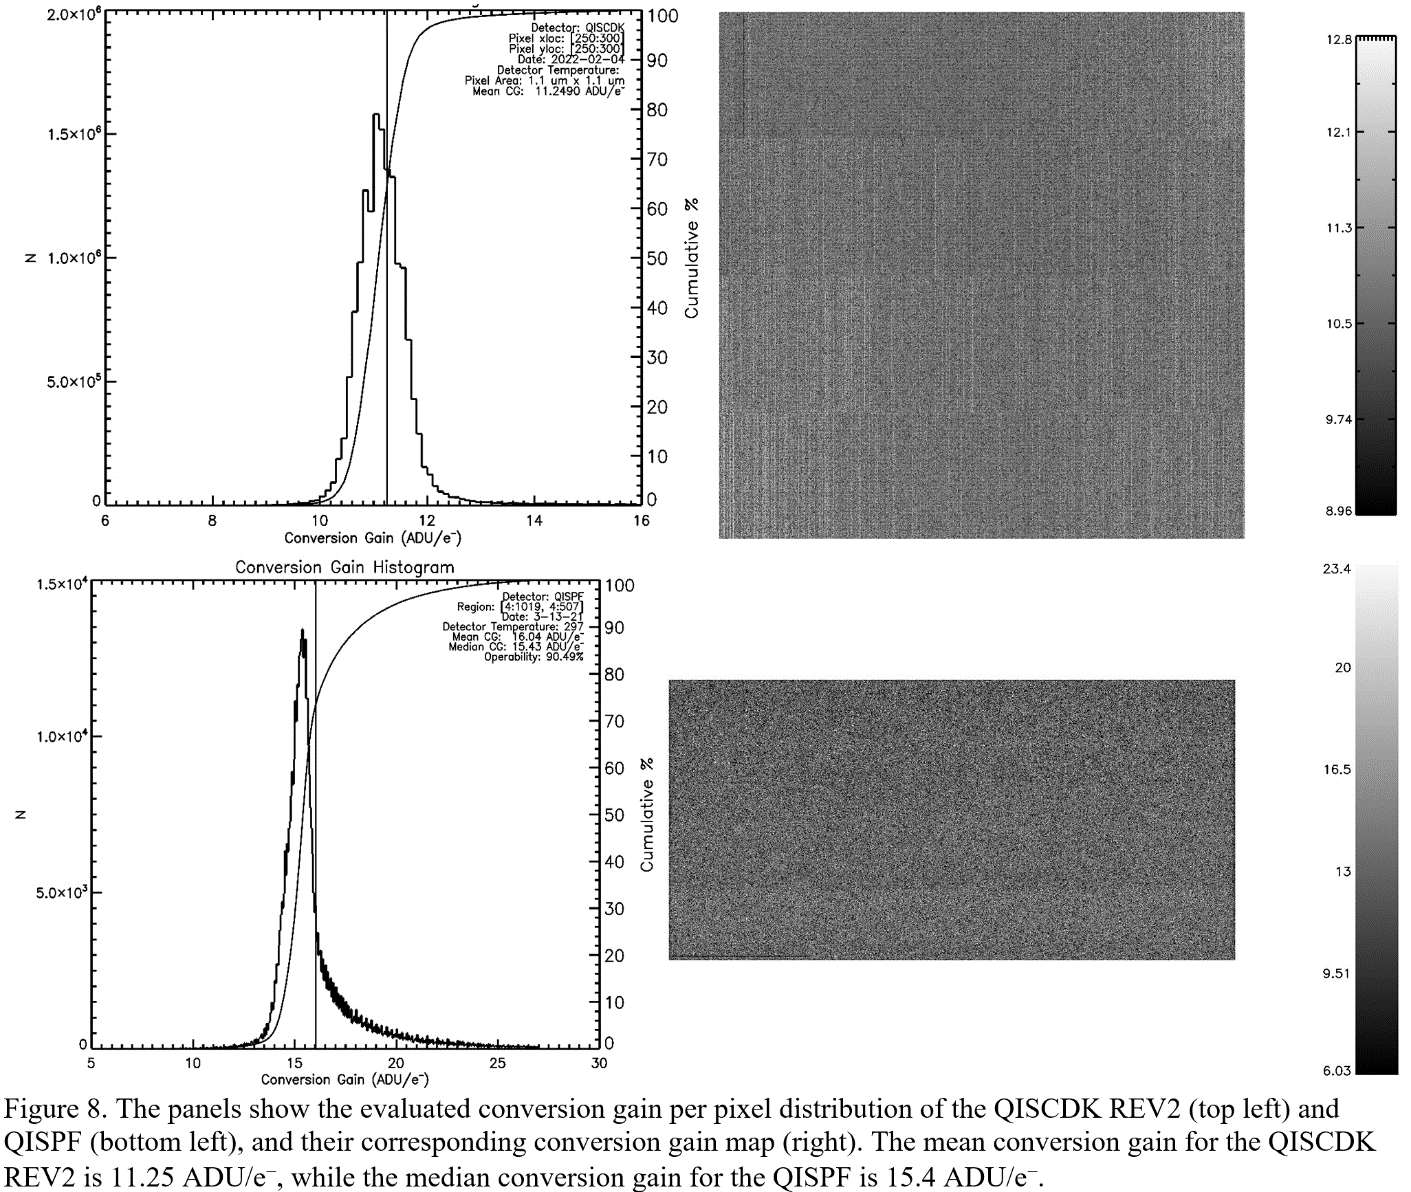 2.0×10⁶
1.5×10⁶
1.0×10⁶
5.0×10⁵
0
N
100
90
80
70
60
50
40
30
20
10
0
Cumulative %
Detector: QISCDK
Pixel xloc: [250:300]
Pixel yloc: [250:300]
Date: 2022-02-04
Detector Temperature:
Pixel Area: 1.1 um x 1.1 um
Mean CG: 11.2490 ADU/e⁻
6 8 10 12 14 16
Conversion Gain (ADU/e⁻)
12.8
12.1
11.3
10.5
9.74
8.96
Conversion Gain Histogram
1.5×10⁴
1.0×10⁴
5.0×10³
0
N
100
90
80
70
60
50
40
30
20
10
0
Cumulative %
Detector: QISPF
Region: [4:1019, 4:507]
Date: 3-13-21
Detector Temperature: 297
Mean CG: 16.04 ADU/e⁻
Median CG: 15.43 ADU/e⁻
Operability: 90.49%
5 10 15 20 25 30
Conversion Gain (ADU/e⁻)
23.4
20
16.5
13
9.51
6.03
Figure 8. The panels show the evaluated conversion gain per pixel distribution of the QISCDK REV2 (top left) and
QISPF (bottom left), and their corresponding conversion gain map (right). The mean conversion gain for the QISCDK
REV2 is 11.25 ADU/e⁻, while the median conversion gain for the QISPF is 15.4 ADU/e⁻.